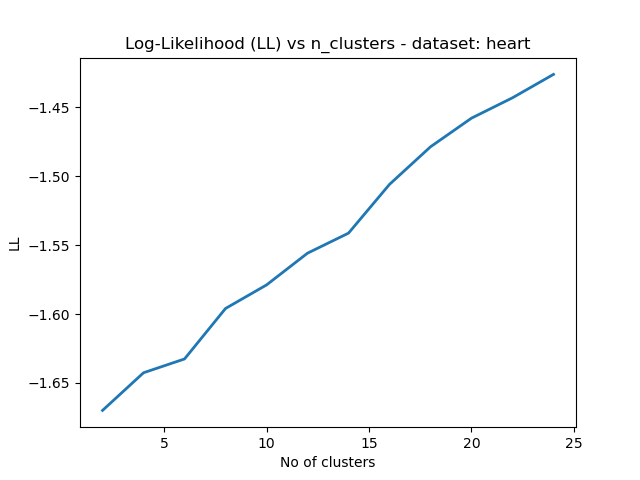 Log-Likelihood (LL) vs n_clusters - dataset: heart
−1.45
−1.50
−1.55
−1.60
−1.65
LL
5 10 15 20 25
No of clusters